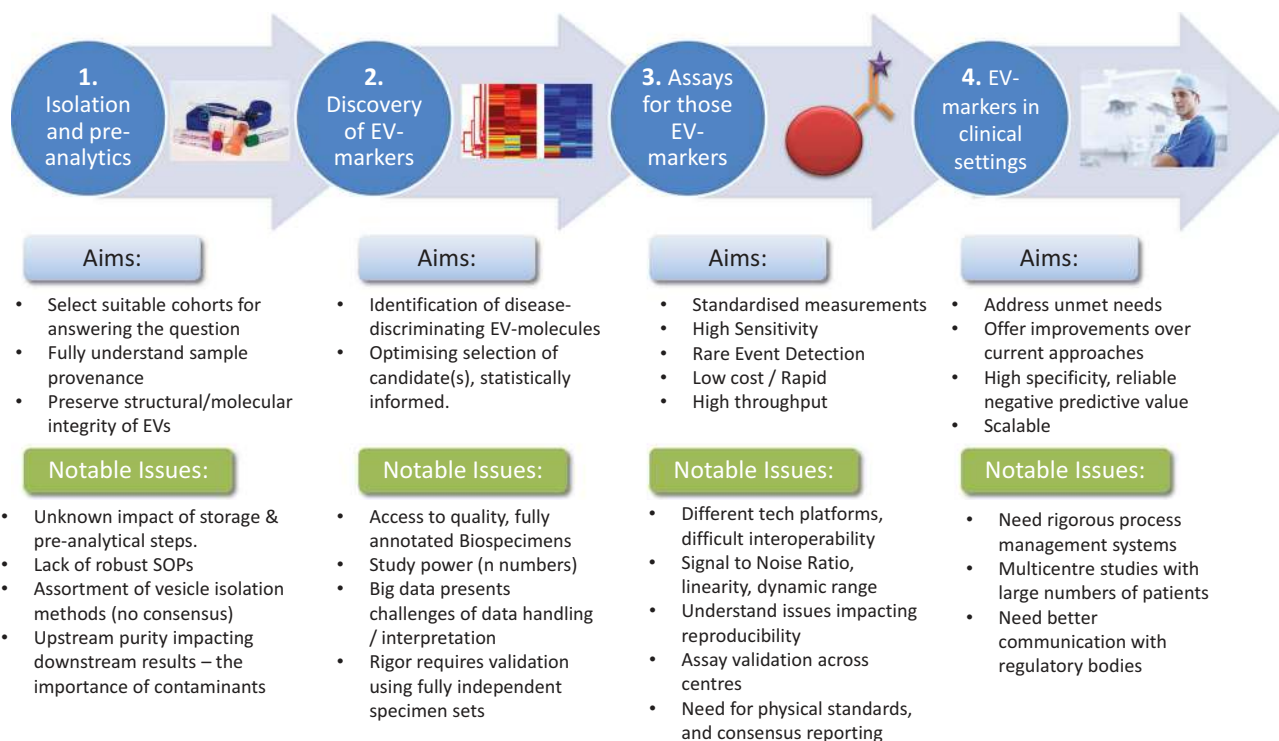 1.
Isolation
and pre-
analytics
2.
Discovery
of EV-
markers
3. Assays
for those
EV-
markers
4. EV-
markers in
clinical
settings
Aims:
• Select suitable cohorts for
answering the question
• Fully understand sample
provenance
• Preserve structural/molecular
integrity of EVs
Notable Issues:
• Unknown impact of storage &
pre-analytical steps.
• Lack of robust SOPs
• Assortment of vesicle isolation
methods (no consensus)
• Upstream purity impacting
downstream results – the
importance of contaminants
Aims:
• Identification of disease-
discriminating EV-molecules
• Optimising selection of
candidate(s), statistically
informed.
Notable Issues:
• Access to quality, fully
annotated Biospecimens
• Study power (n numbers)
• Big data presents
challenges of data handling
/ interpretation
• Rigor requires validation
using fully independent
specimen sets
Aims:
• Standardised measurements
• High Sensitivity
• Rare Event Detection
• Low cost / Rapid
• High throughput
Notable Issues:
• Different tech platforms,
difficult interoperability
• Signal to Noise Ratio,
linearity, dynamic range
• Understand issues impacting
reproducibility
• Assay validation across
centres
• Need for physical standards,
and consensus reporting
Aims:
• Address unmet needs
• Offer improvements over
current approaches
• High specificity, reliable
negative predictive value
• Scalable
Notable Issues:
• Need rigorous process
management systems
• Multicentre studies with
large numbers of patients
• Need better
communication with
regulatory bodies